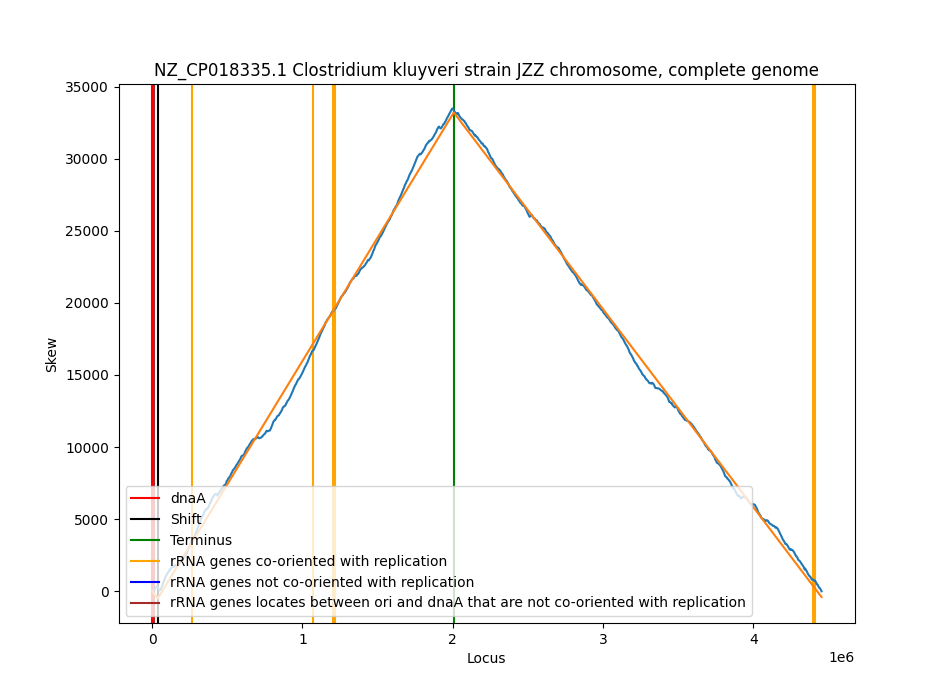 NZ_CP018335.1 Clostridium kluyveri strain JZZ chromosome, complete genome
35000
30000
25000
20000
15000
10000
5000
0
Skew
dnaA
Shift
Terminus
rRNA genes co-oriented with replication
rRNA genes not co-oriented with replication
rRNA genes locates between ori and dnaA that are not co-oriented with replication
0 1 2 3 4
1e6
Locus